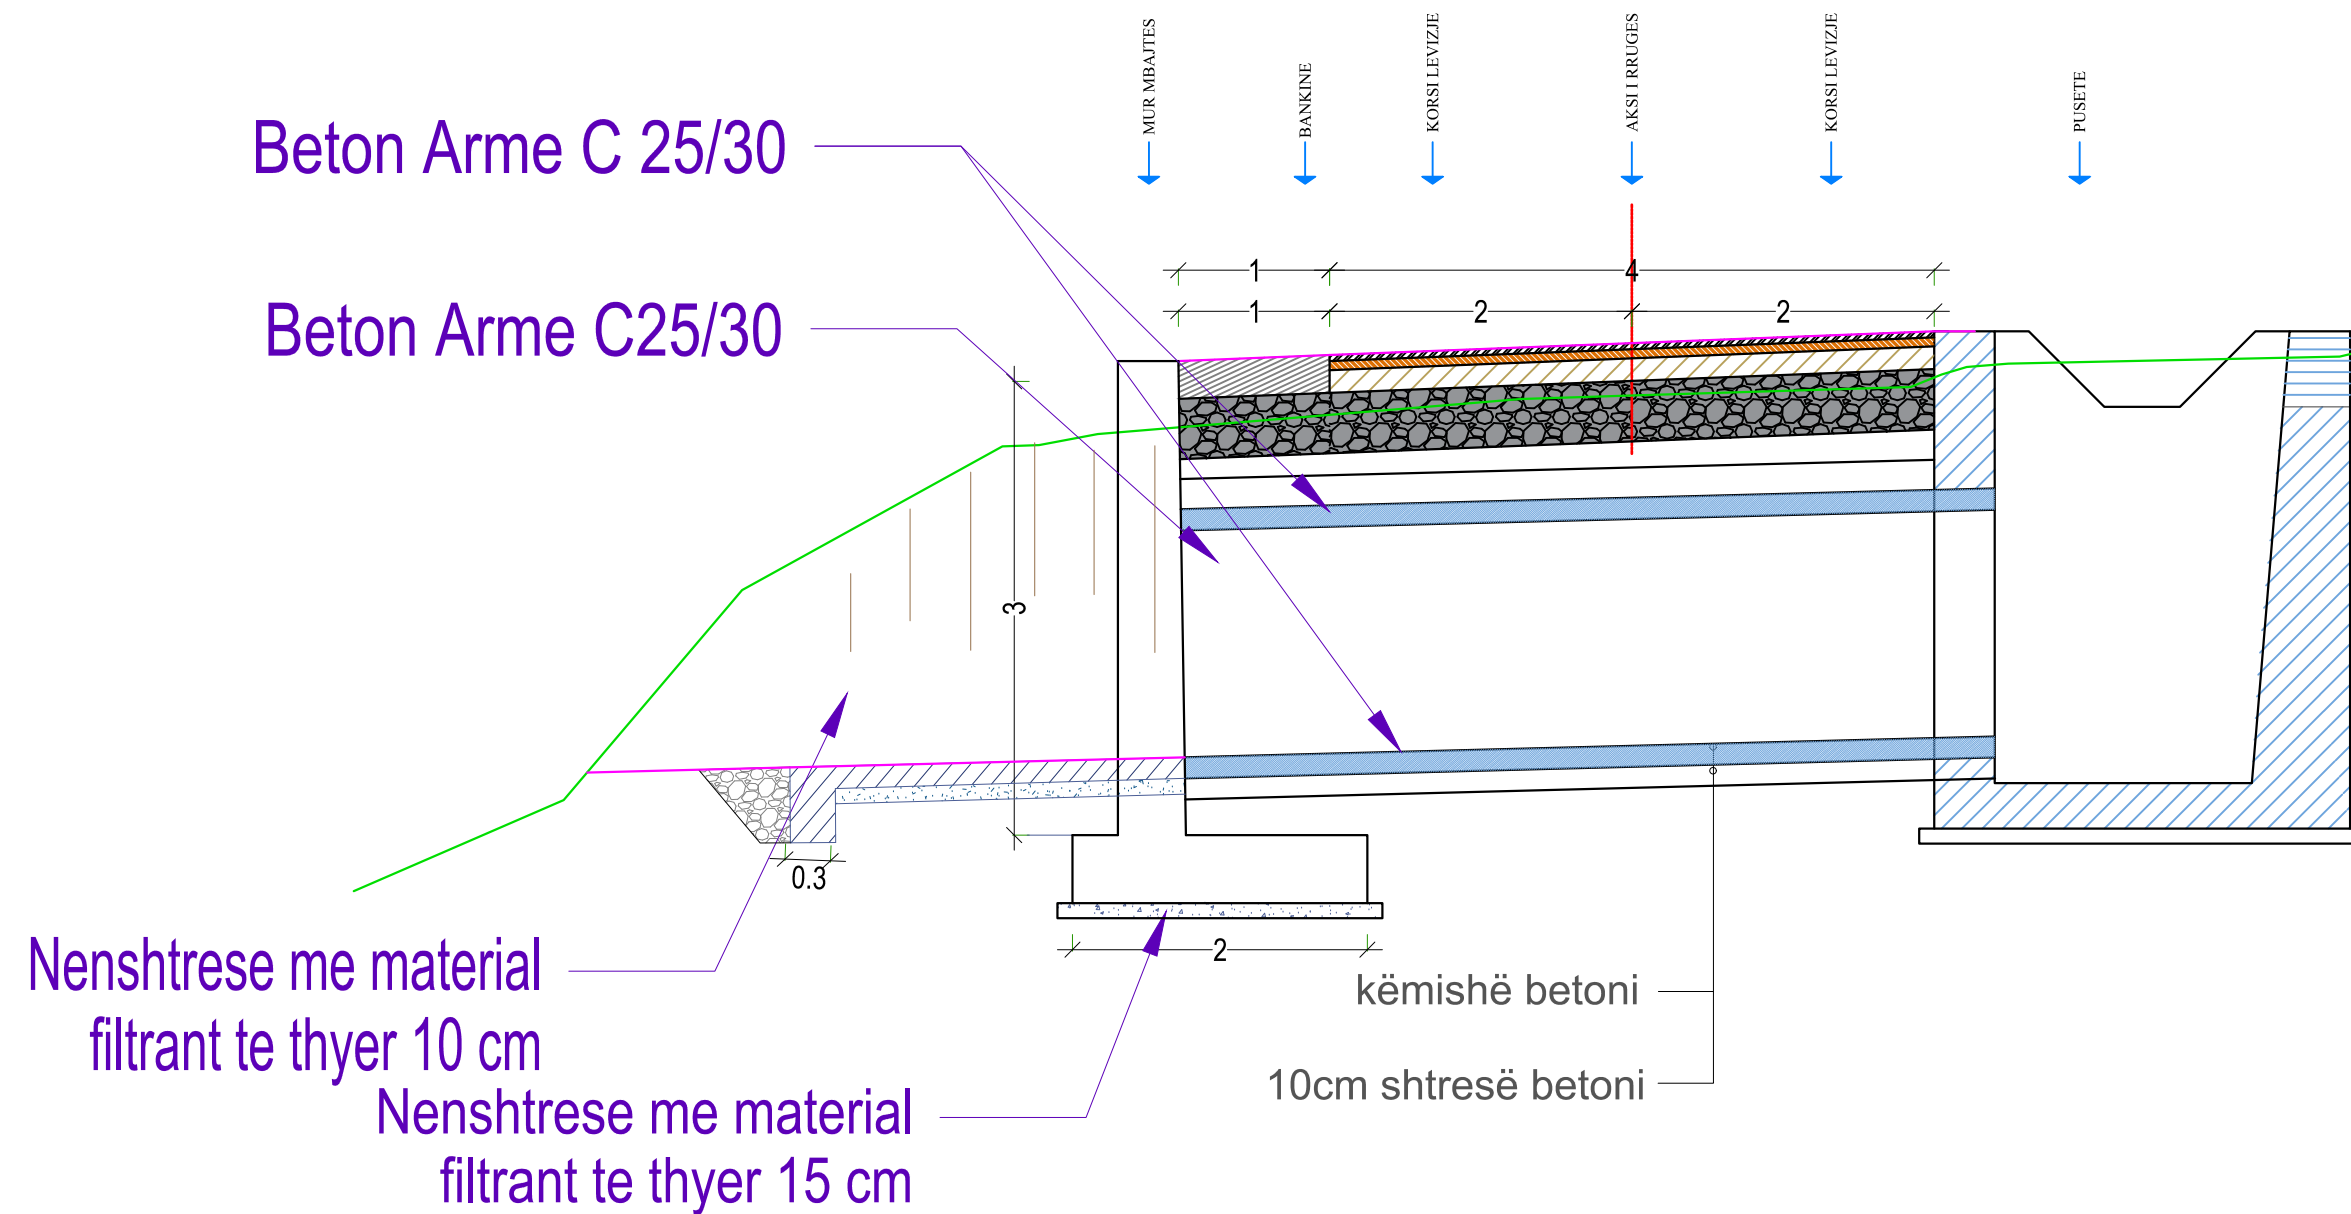 MUR MBAJTES
BANKINE
KORSI LEVIZJE
AKSI I RRUGES
KORSI LEVIZJE
PUSETE
Beton Arme C 25/30
1
4
1
2
2
Beton Arme C25/30
3
0.3
2
Nenshtrese me material
filtrant te thyer 10 cm
këmishë betoni
10cm shtresë betoni
Nenshtrese me material
filtrant te thyer 15 cm